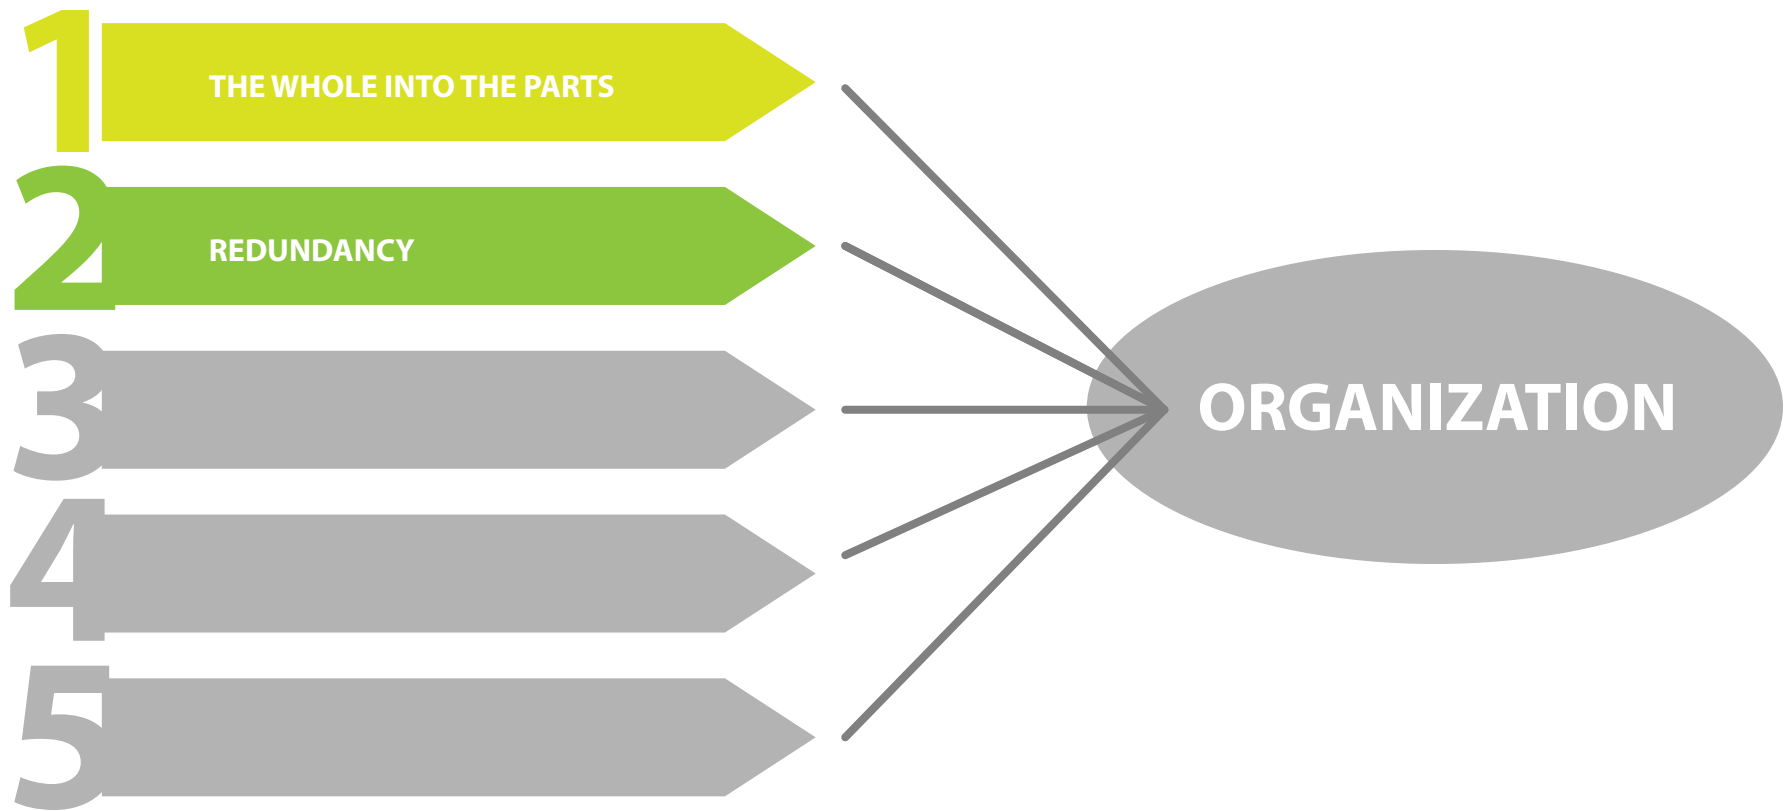 1
THE WHOLE INTO THE PARTS
2
REDUNDANCY
3
4
5
ORGANIZATION